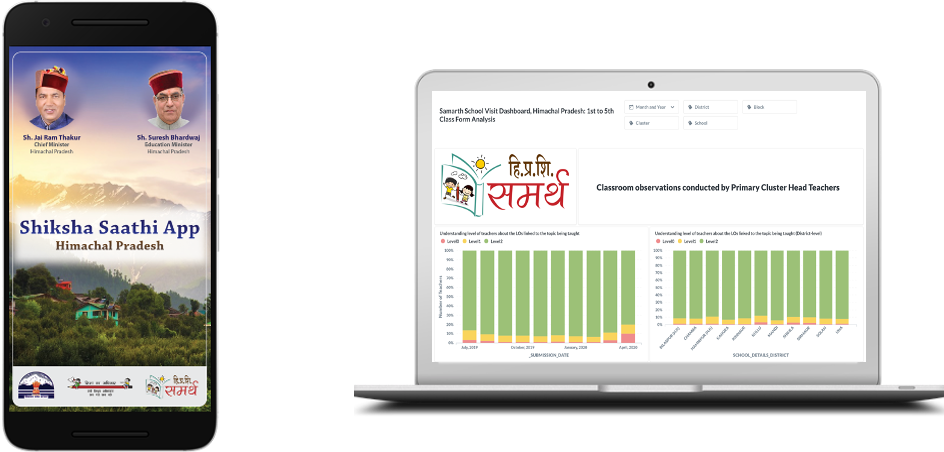 Sh. Jai Ram Thakur
Chief Minister
Himachal Pradesh
Sh. Suresh Bhardwaj
Education Minister
Himachal Pradesh
Shiksha Saathi App
Himachal Pradesh
हि.प्र.शि.
समर्थ
Samarth School Visit Dashboard, Himachal Pradesh: 1st to 5th
Class Form Analysis
Month and Year
District
Block
Cluster
School
हि.प्र.शि.
समर्थ
Classroom observations conducted by Primary Cluster Head Teachers
Understanding level of teachers about the LOs linked to the topic being taught
Level0 Level1 Level2
100%
90%
80%
70%
60%
50%
40%
30%
20%
10%
0%
Number of Teachers
July, 2019 October, 2019 January, 2020 April, 2020
_SUBMISSION_DATE
Understanding level of teachers about the LOs linked to the topic being taught (District-level)
Level0 Level1 Level2
100%
90%
80%
70%
60%
50%
40%
30%
20%
10%
0%
SCHOOL_DETAILS_DISTRICT